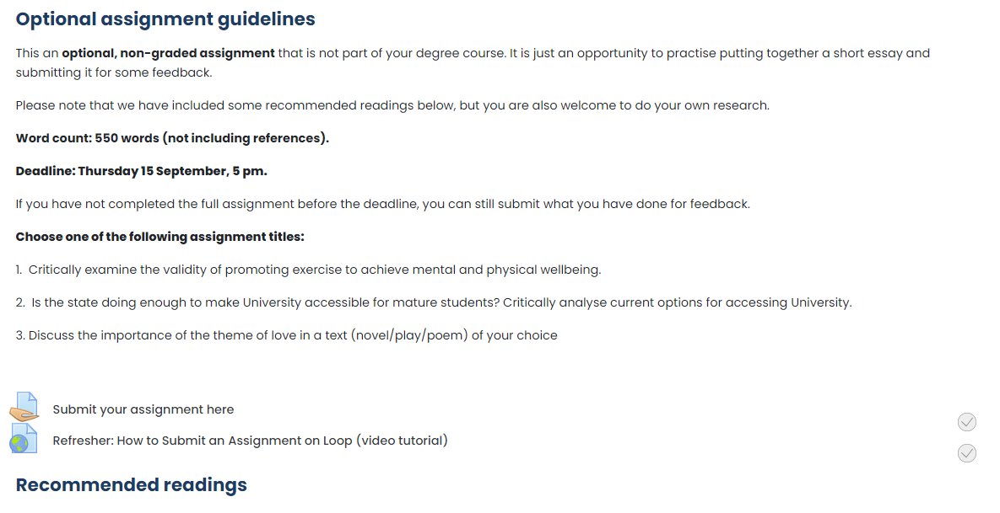 Optional assignment guidelines
This an optional, non-graded assignment that is not part of your degree course. It is just an opportunity to practise putting together a short essay and
submitting it for some feedback.
Please note that we have included some recommended readings below, but you are also welcome to do your own research.
Word count: 550 words (not including references).
Deadline: Thursday 15 September, 5 pm.
If you have not completed the full assignment before the deadline, you can still submit what you have done for feedback.
Choose one of the following assignment titles:
1.  Critically examine the validity of promoting exercise to achieve mental and physical wellbeing.
2.  Is the state doing enough to make University accessible for mature students? Critically analyse current options for accessing University.
3. Discuss the importance of the theme of love in a text (novel/play/poem) of your choice
Submit your assignment here
Refresher: How to Submit an Assignment on Loop (video tutorial)
Recommended readings